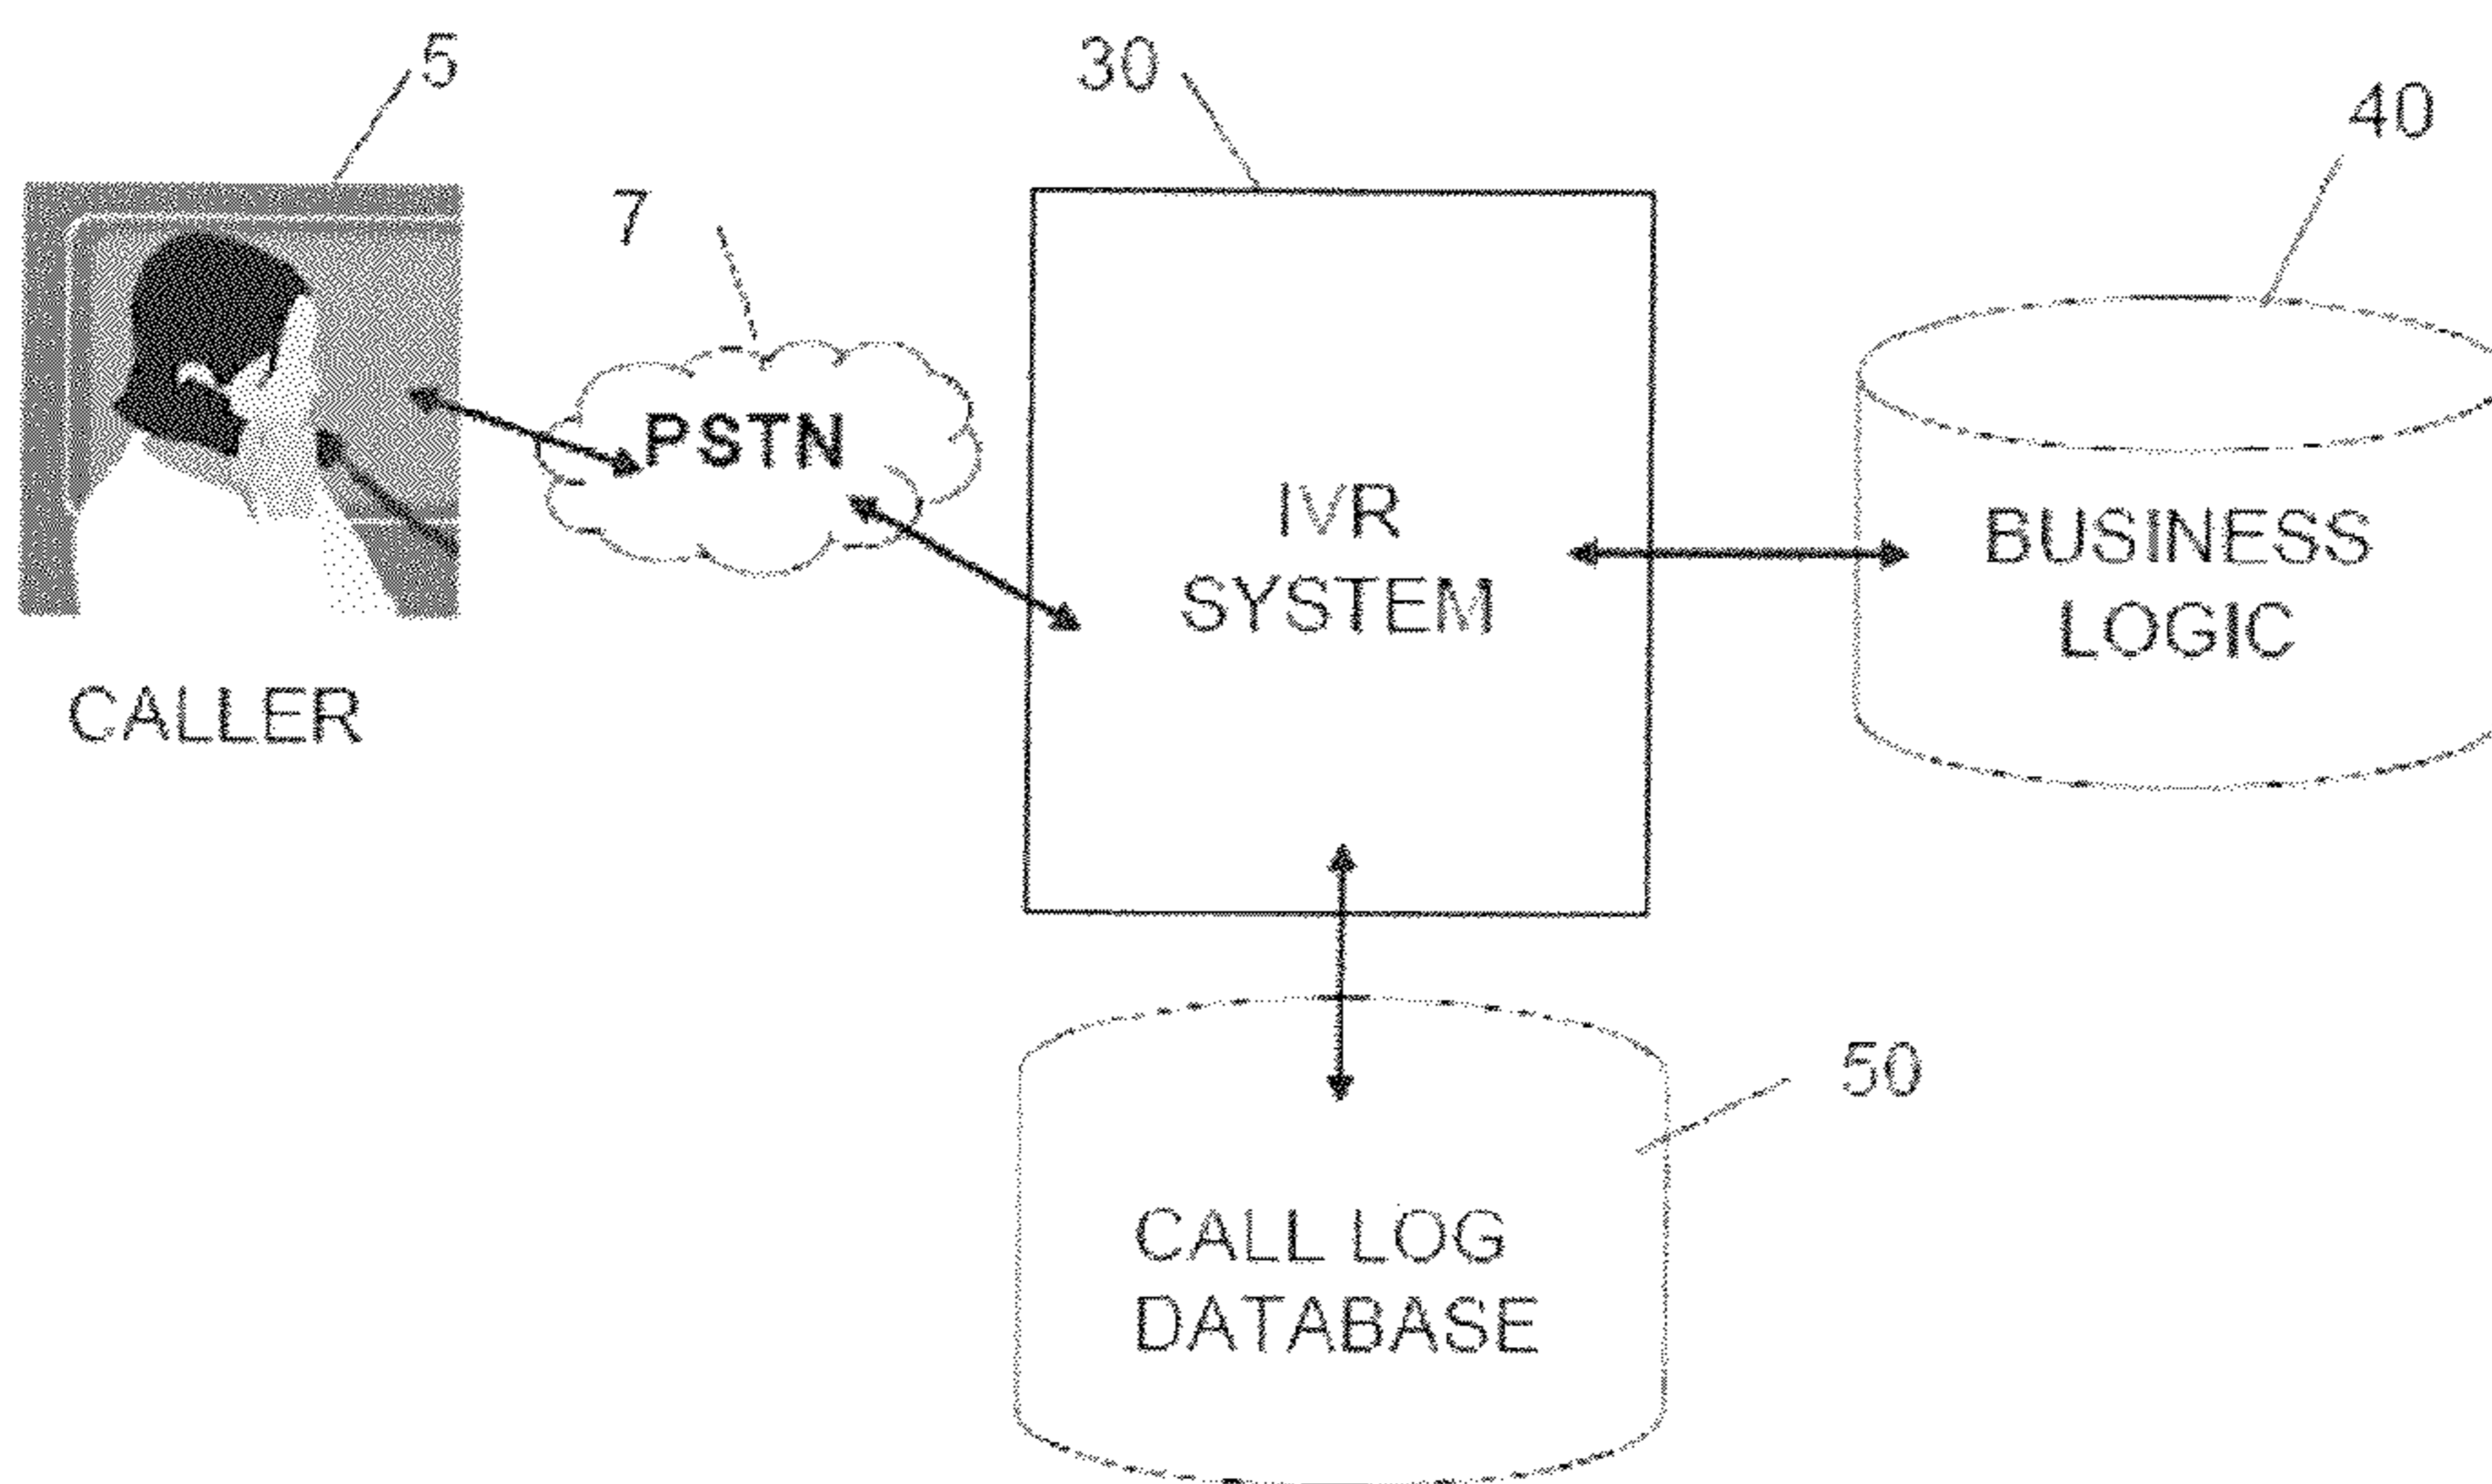 5
30
40
7
PSTN
IVR
SYSTEM
BUSINESS
LOGIC
CALLER
50
CALL LOG
DATABASE